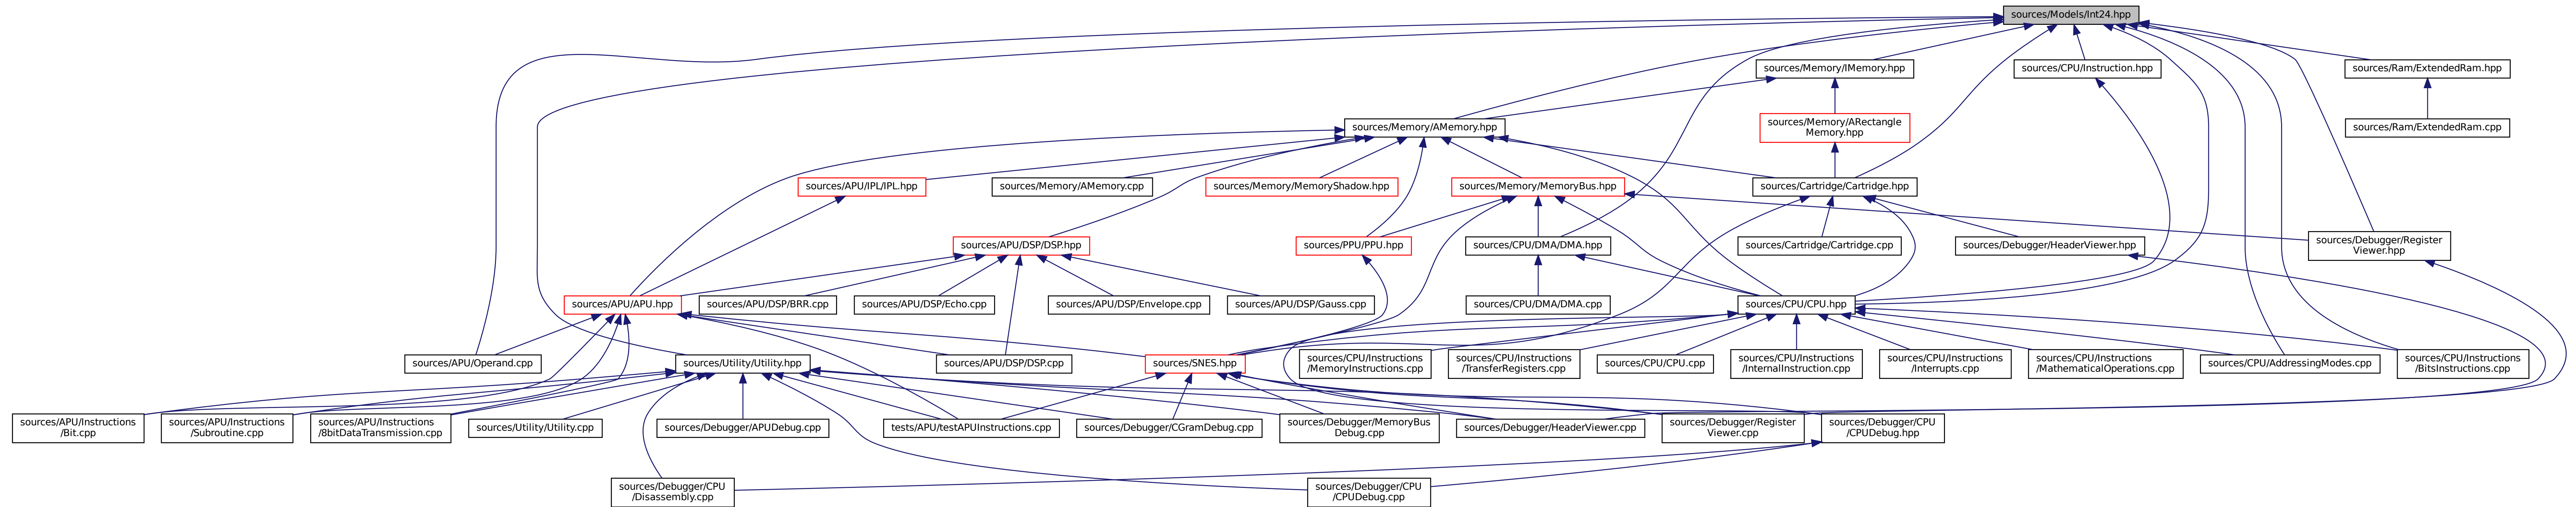 sources/Models/Int24.hpp
sources/Memory/IMemory.hpp
sources/CPU/Instruction.hpp
sources/Ram/ExtendedRam.hpp
sources/Memory/AMemory.hpp
sources/Memory/ARectangle
Memory.hpp
sources/Ram/ExtendedRam.cpp
sources/APU/IPL/IPL.hpp
sources/Memory/AMemory.cpp
sources/Memory/MemoryShadow.hpp
sources/Memory/MemoryBus.hpp
sources/Cartridge/Cartridge.hpp
sources/APU/DSP/DSP.hpp
sources/PPU/PPU.hpp
sources/CPU/DMA/DMA.hpp
sources/Cartridge/Cartridge.cpp
sources/Debugger/HeaderViewer.hpp
sources/Debugger/Register
Viewer.hpp
sources/APU/APU.hpp
sources/APU/DSP/BRR.cpp
sources/APU/DSP/Echo.cpp
sources/APU/DSP/Envelope.cpp
sources/APU/DSP/Gauss.cpp
sources/CPU/DMA/DMA.cpp
sources/CPU/CPU.hpp
sources/APU/Operand.cpp
sources/Utility/Utility.hpp
sources/APU/DSP/DSP.cpp
sources/SNES.hpp
sources/CPU/Instructions
/MemoryInstructions.cpp
sources/CPU/Instructions
/TransferRegisters.cpp
sources/CPU/CPU.cpp
sources/CPU/Instructions
/InternalInstruction.cpp
sources/CPU/Instructions
/Interrupts.cpp
sources/CPU/Instructions
/MathematicalOperations.cpp
sources/CPU/AddressingModes.cpp
sources/CPU/Instructions
/BitsInstructions.cpp
sources/APU/Instructions
/Bit.cpp
sources/APU/Instructions
/Subroutine.cpp
sources/APU/Instructions
/8bitDataTransmission.cpp
sources/Utility/Utility.cpp
sources/Debugger/APUDebug.cpp
tests/APU/testAPUInstructions.cpp
sources/Debugger/CGramDebug.cpp
sources/Debugger/MemoryBus
Debug.cpp
sources/Debugger/HeaderViewer.cpp
sources/Debugger/Register
Viewer.cpp
sources/Debugger/CPU
/CPUDebug.hpp
sources/Debugger/CPU
/Disassembly.cpp
sources/Debugger/CPU
/CPUDebug.cpp